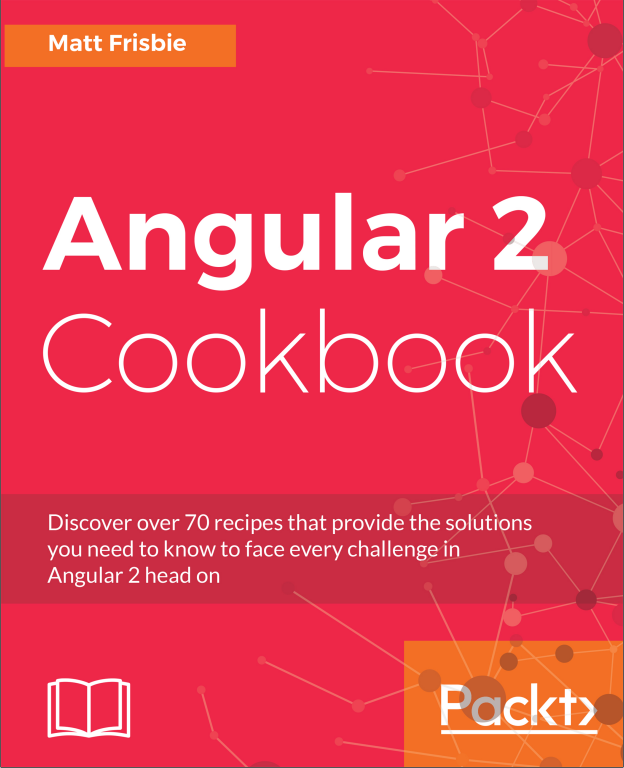 Matt Frisbie
Angular 2
Cookbook
Discover over 70 recipes that provide the solutions
you need to know to face every challenge in
Angular 2 head on
Packt>